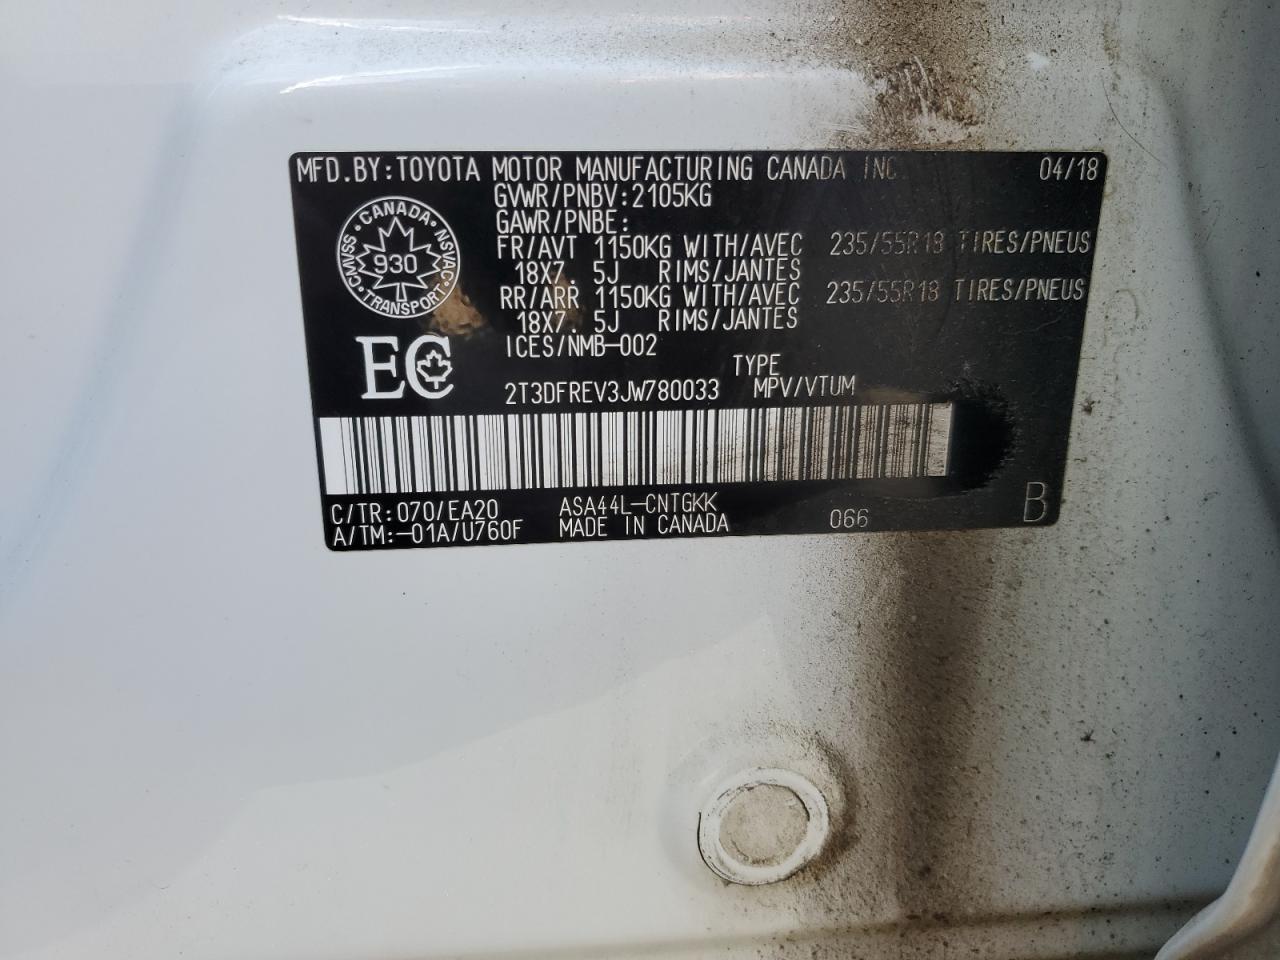 MFD.BY:TOYOTA MOTOR MANUFACTURING CANADA INC. 04/18
GVWR/PNBV:2105KG
GAWR/PNBE:
FR/AVT 1150KG WITH/AVEC 235/55R18 TIRES/PNEUS
18X7.5J RIMS/JANTES
RR/ARR 1150KG WITH/AVEC 235/55R18 TIRES/PNEUS
18X7.5J RIMS/JANTES
CANADA
CMVSS NSVAC
930
TRANSPORT
ICES/NMB-002
EC
TYPE
2T3DFREV3JW780033 MPV/VTUM
C/TR:070/EA20 ASA44L-CNTGKK
A/TM:-01A/U760F MADE IN CANADA 066 B